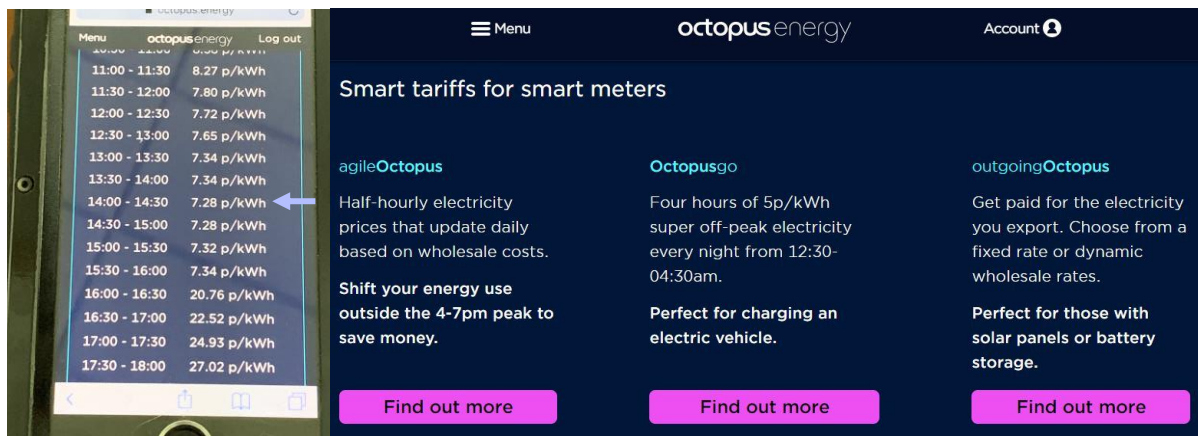 octopus.energy
Menu octopusenergy Log out
10:30 - 11:00 8.58 p/kWh
11:00 - 11:30 8.27 p/kWh
11:30 - 12:00 7.80 p/kWh
12:00 - 12:30 7.72 p/kWh
12:30 - 13:00 7.65 p/kWh
13:00 - 13:30 7.34 p/kWh
13:30 - 14:00 7.34 p/kWh
14:00 - 14:30 7.28 p/kWh
14:30 - 15:00 7.28 p/kWh
15:00 - 15:30 7.32 p/kWh
15:30 - 16:00 7.34 p/kWh
16:00 - 16:30 20.76 p/kWh
16:30 - 17:00 22.52 p/kWh
17:00 - 17:30 24.93 p/kWh
17:30 - 18:00 27.02 p/kWh
Menu octopusenergy Account
Smart tariffs for smart meters
agileOctopus
Half-hourly electricity
prices that update daily
based on wholesale costs.
Shift your energy use
outside the 4-7pm peak to
save money.
Find out more
Octopusgo
Four hours of 5p/kWh
super off-peak electricity
every night from 12:30-
04:30am.
Perfect for charging an
electric vehicle.
Find out more
outgoingOctopus
Get paid for the electricity
you export. Choose from a
fixed rate or dynamic
wholesale rates.
Perfect for those with
solar panels or battery
storage.
Find out more